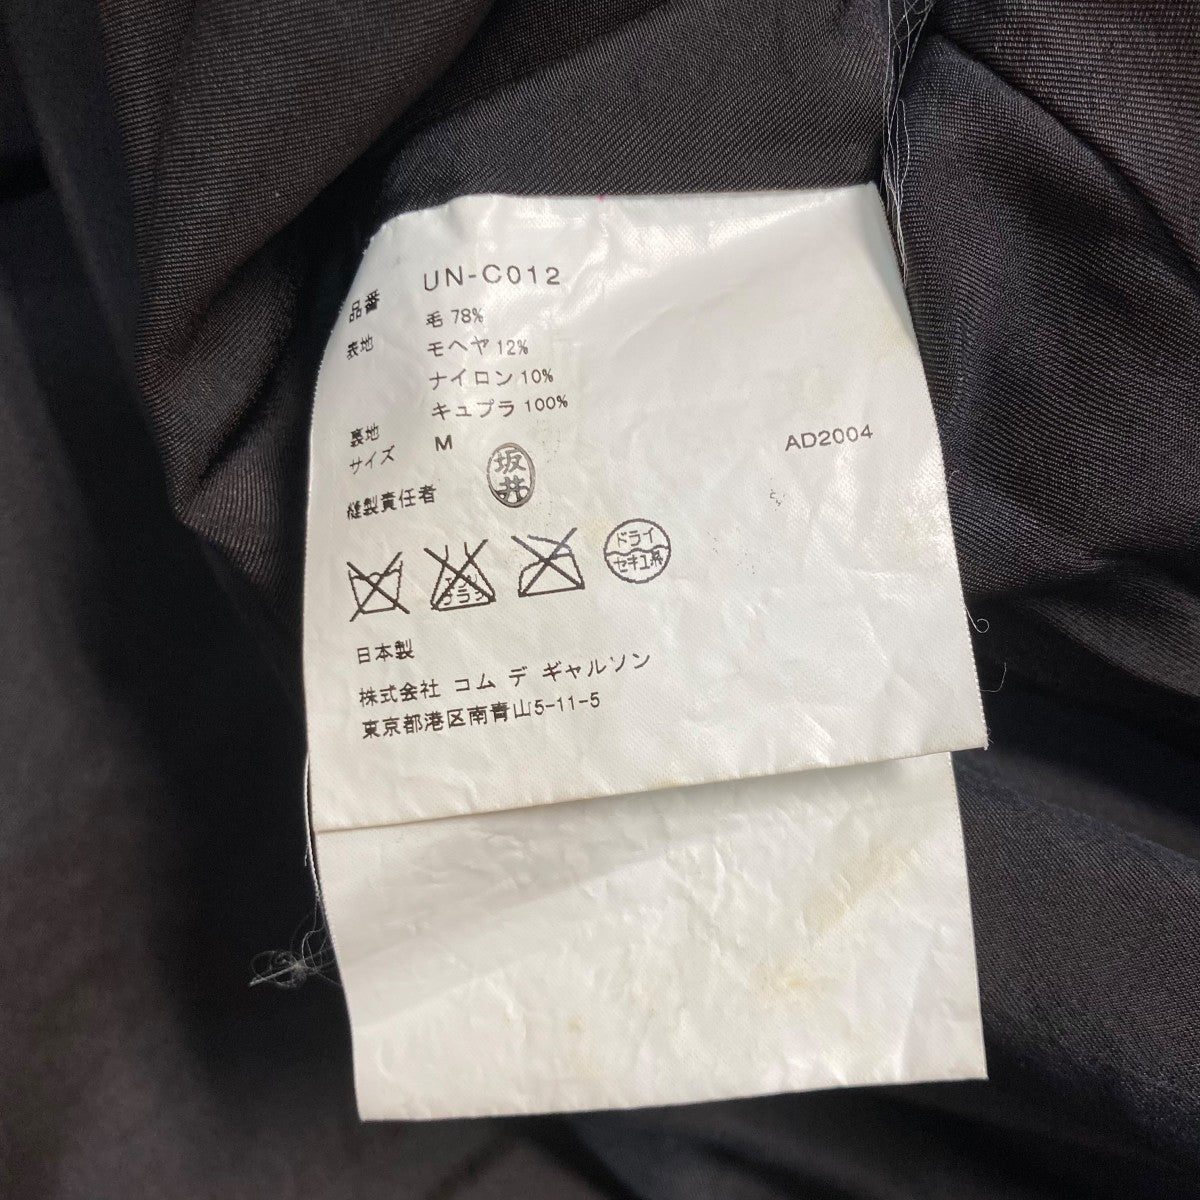 品番 UN-C012
表地 毛 78%
モヘヤ 12%
ナイロン 10%
裏地 キュプラ 100%
サイズ M
AD2004
縫製責任者 坂井
ドライ
セキユ系
日本製
株式会社 コム デ ギャルソン
東京都港区南青山5-11-5